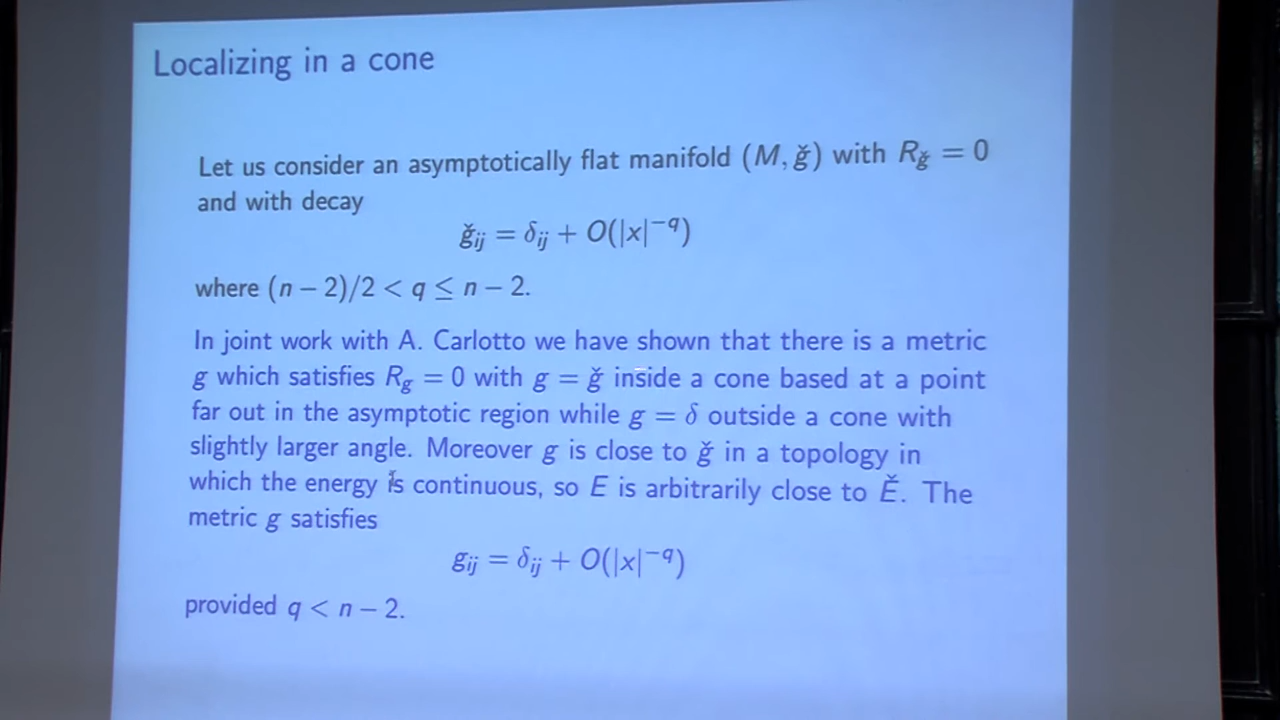 Localizing in a cone
Let us consider an asymptotically flat manifold (M, ğ) with R_ğ = 0
and with decay
ğ_ij = δ_ij + O(|x|^−q)
where (n − 2)/2 < q ≤ n − 2.
In joint work with A. Carlotto we have shown that there is a metric
g which satisfies R_g = 0 with g = ğ inside a cone based at a point
far out in the asymptotic region while g = δ outside a cone with
slightly larger angle. Moreover g is close to ğ in a topology in
which the energy is continuous, so E is arbitrarily close to Ě. The
metric g satisfies
g_ij = δ_ij + O(|x|^−q)
provided q < n − 2.